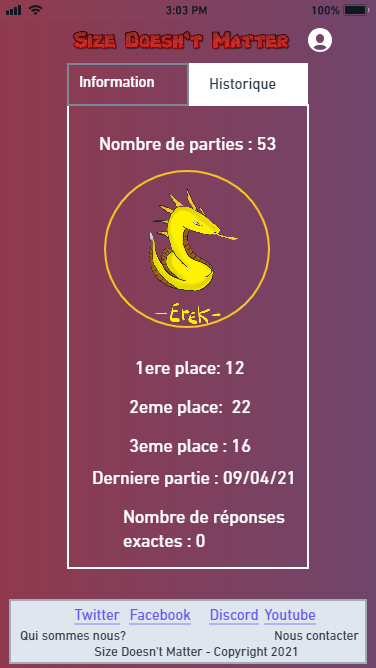 3:03 PM
100%
Size Doesn't Matter
Information
Historique
Nombre de parties : 53
-Erek-
1ere place: 12
2eme place: 22
3eme place : 16
Derniere partie : 09/04/21
Nombre de réponses
exactes : 0
Twitter Facebook Discord Youtube
Qui sommes nous? Nous contacter
Size Doesn't Matter - Copyright 2021